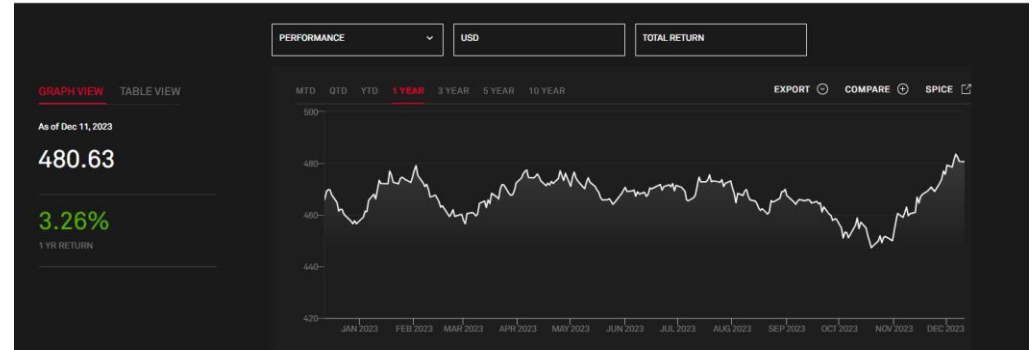 PERFORMANCE USD TOTAL RETURN
GRAPH VIEW TABLE VIEW
As of Dec 11, 2023
480.63
3.26%
1 YR RETURN
MTD QTD YTD 1 YEAR 3 YEAR 5 YEAR 10 YEAR
EXPORT COMPARE SPICE
500
480
460
440
420
JAN 2023 FEB 2023 MAR 2023 APR 2023 MAY 2023 JUN 2023 JUL 2023 AUG 2023 SEP 2023 OCT 2023 NOV 2023 DEC 2023